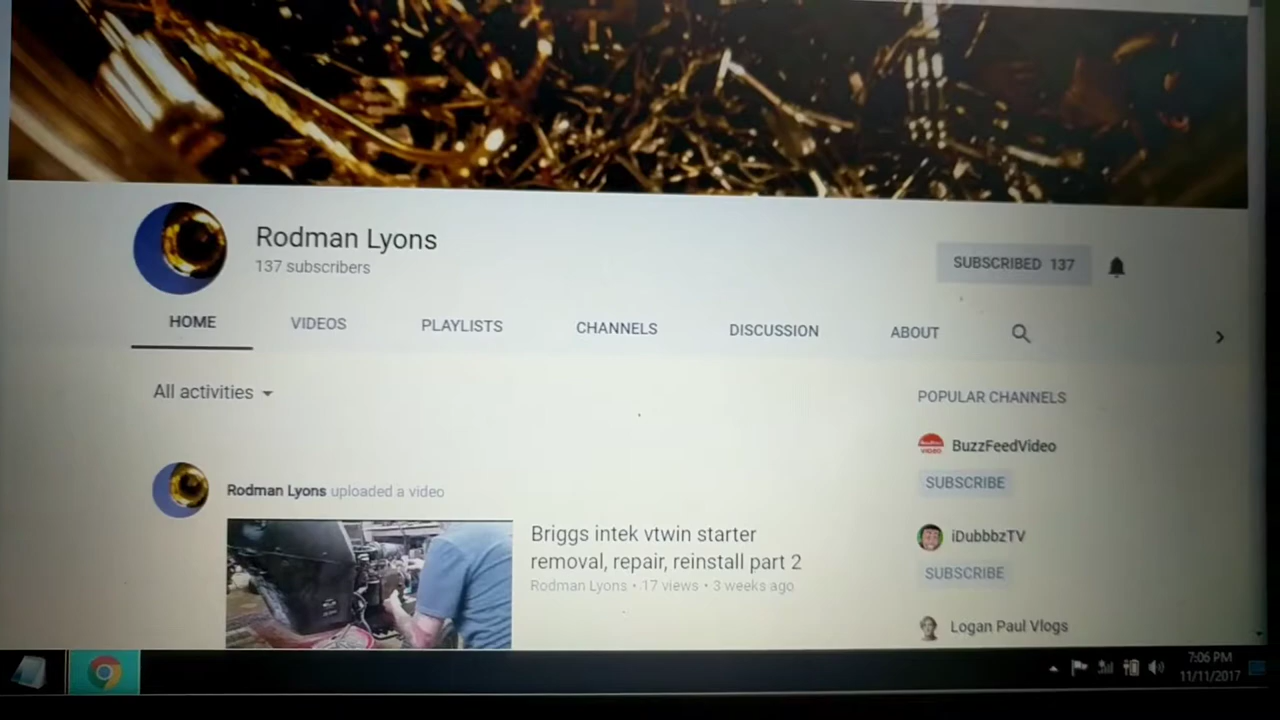 Rodman Lyons
137 subscribers
SUBSCRIBED 137
HOME VIDEOS PLAYLISTS CHANNELS DISCUSSION ABOUT
All activities
POPULAR CHANNELS
BuzzFeedVideo
SUBSCRIBE
Rodman Lyons uploaded a video
Briggs intek vtwin starter
removal, repair, reinstall part 2
Rodman Lyons • 17 views • 3 weeks ago
iDubbbzTV
SUBSCRIBE
Logan Paul Vlogs
7:06 PM
11/11/2017